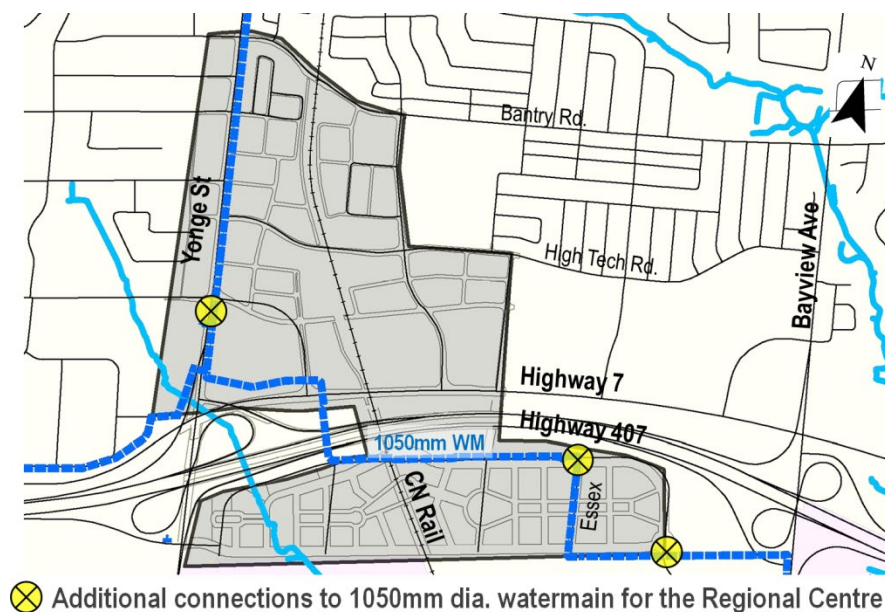 N
Bantry Rd.
Yonge St
High Tech Rd.
Bayview Ave
Highway 7
Highway 407
1050mm WM
CN Rail
Essex
Additional connections to 1050mm dia. watermain for the Regional Centre